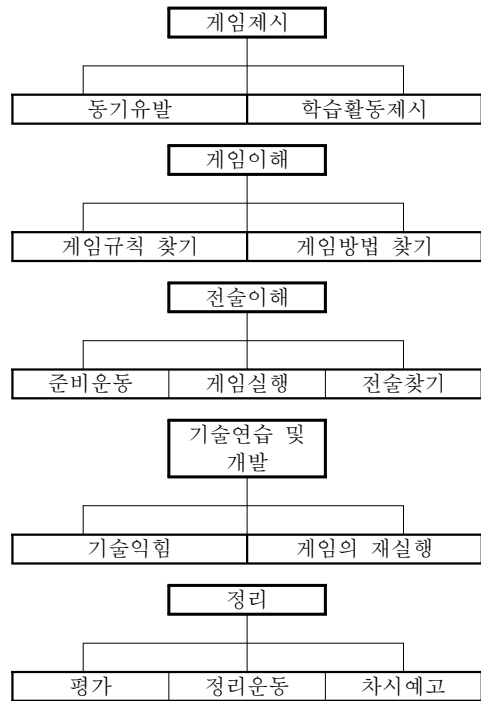 게임제시
동기유발 학습활동제시
게임이해
게임규칙 찾기 게임방법 찾기
전술이해
준비운동 게임실행 전술찾기
기술연습 및
개발
기술익힘 게임의 재실행
정리
평가 정리운동 차시예고